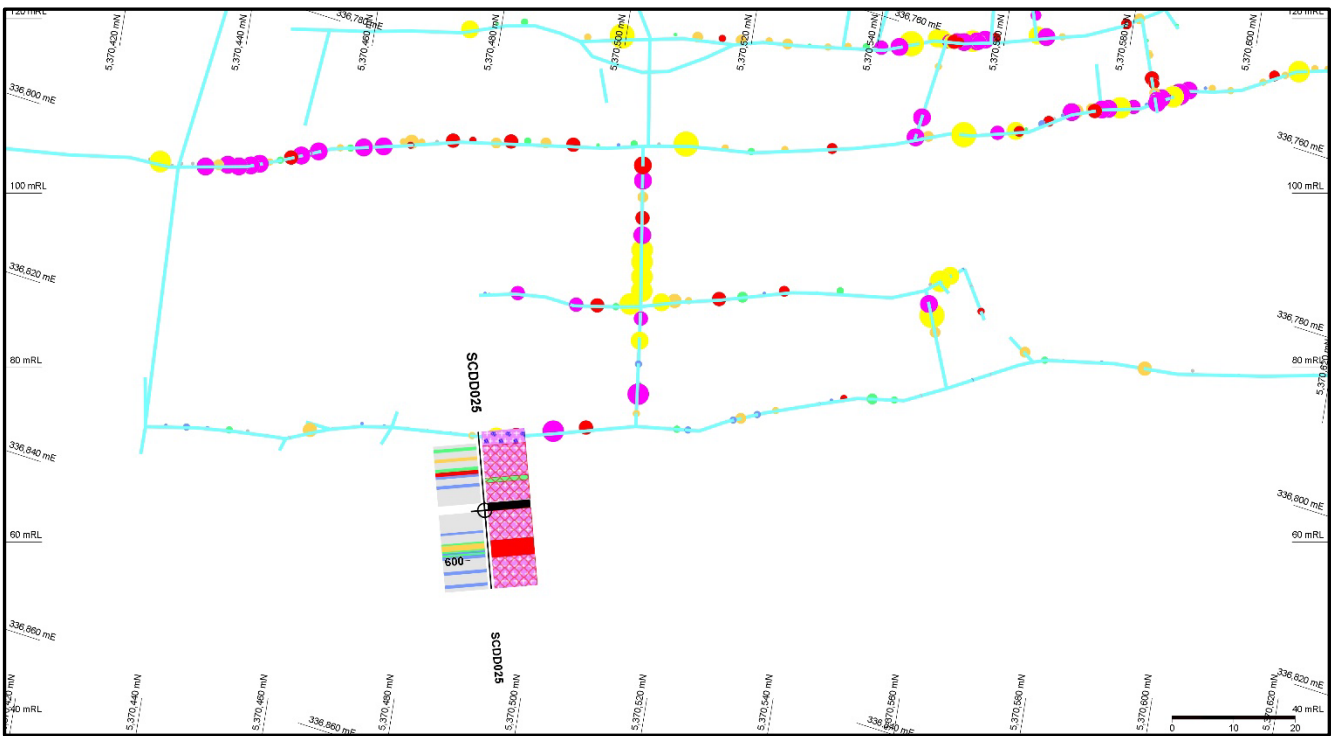 120 mRL
5,370,420 mN
5,370,440 mN
336,780 mE
5,370,460 mN
5,370,480 mN
5,370,500 mN
5,370,520 mN
336,760 mE
5,370,540 mN
5,370,580 mN
5,370,600 mN
120 mRL
336,800 mE
336,760 mE
100 mRL
100 mRL
336,820 mE
336,780 mE
80 mRL
80 mRL
5,370,620 mN
SCDD025
336,840 mE
336,800 mE
60 mRL
60 mRL
600
336,860 mE
SCDD025
336,820 mE
40 mRL
5,370,440 mN
5,370,460 mN
336,860 mE
5,370,480 mN
5,370,500 mN
5,370,520 mN
5,370,540 mN
336,840 mE
5,370,560 mN
5,370,580 mN
5,370,600 mN
5,370,620 mN
40 mRL
0 10 20